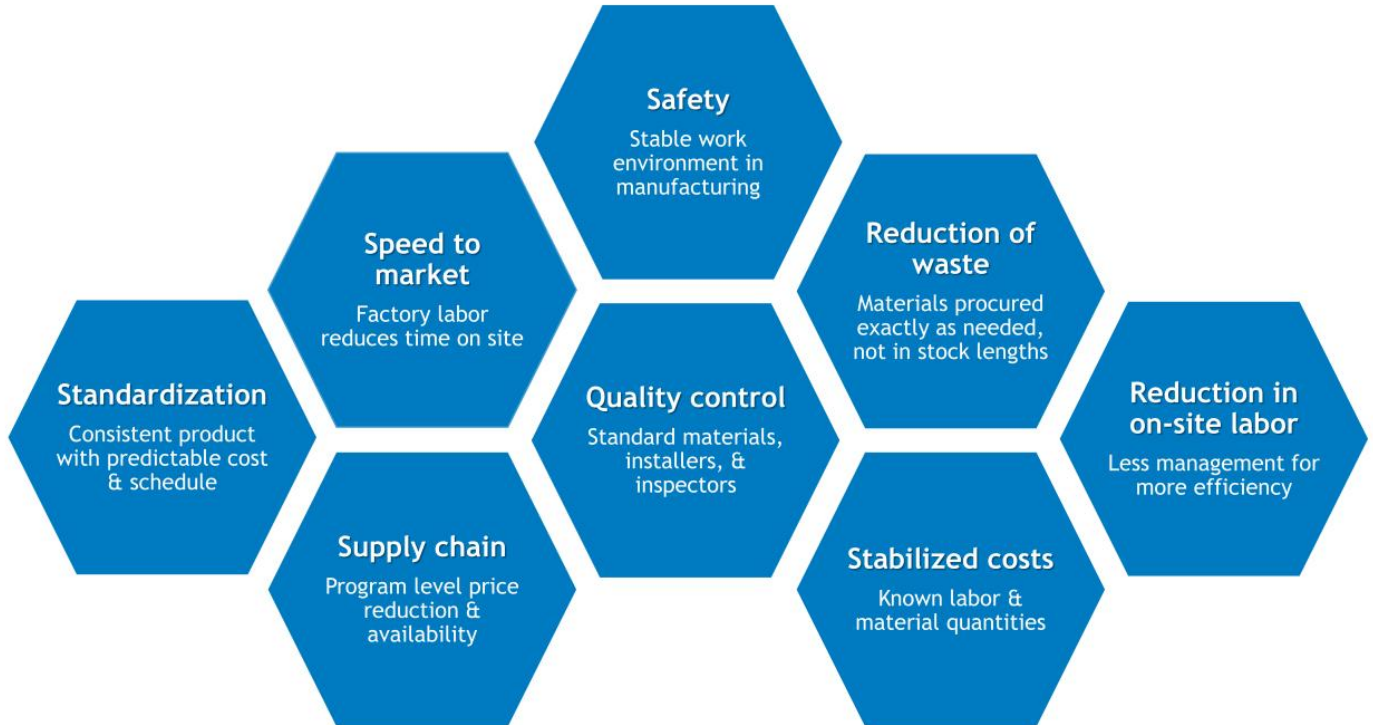 Safety
Stable work
environment in
manufacturing
Speed to
market
Factory labor
reduces time on site
Reduction of
waste
Materials procured
exactly as needed,
not in stock lengths
Standardization
Consistent product
with predictable cost
& schedule
Quality control
Standard materials,
installers, &
inspectors
Reduction in
on-site labor
Less management for
more efficiency
Supply chain
Program level price
reduction &
availability
Stabilized costs
Known labor &
material quantities